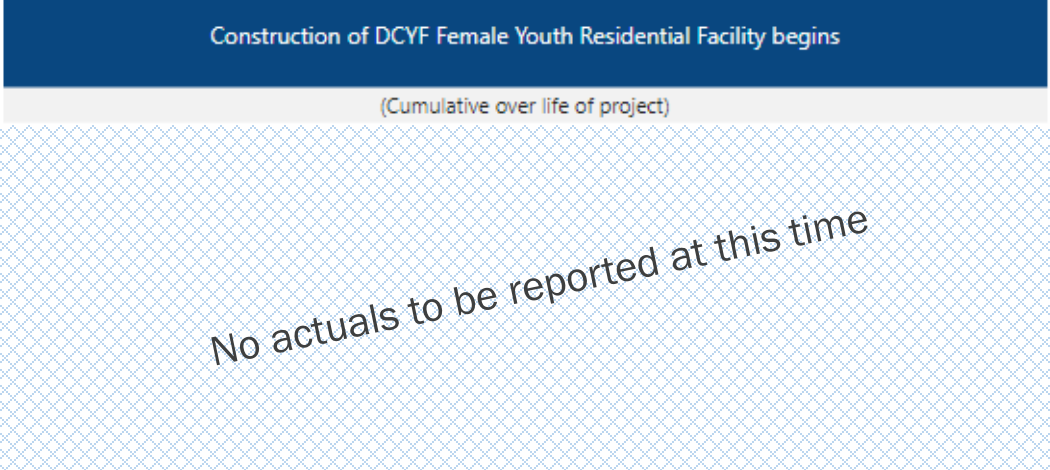 Construction of DCYF Female Youth Residential Facility begins
(Cumulative over life of project)
No actuals to be reported at this time